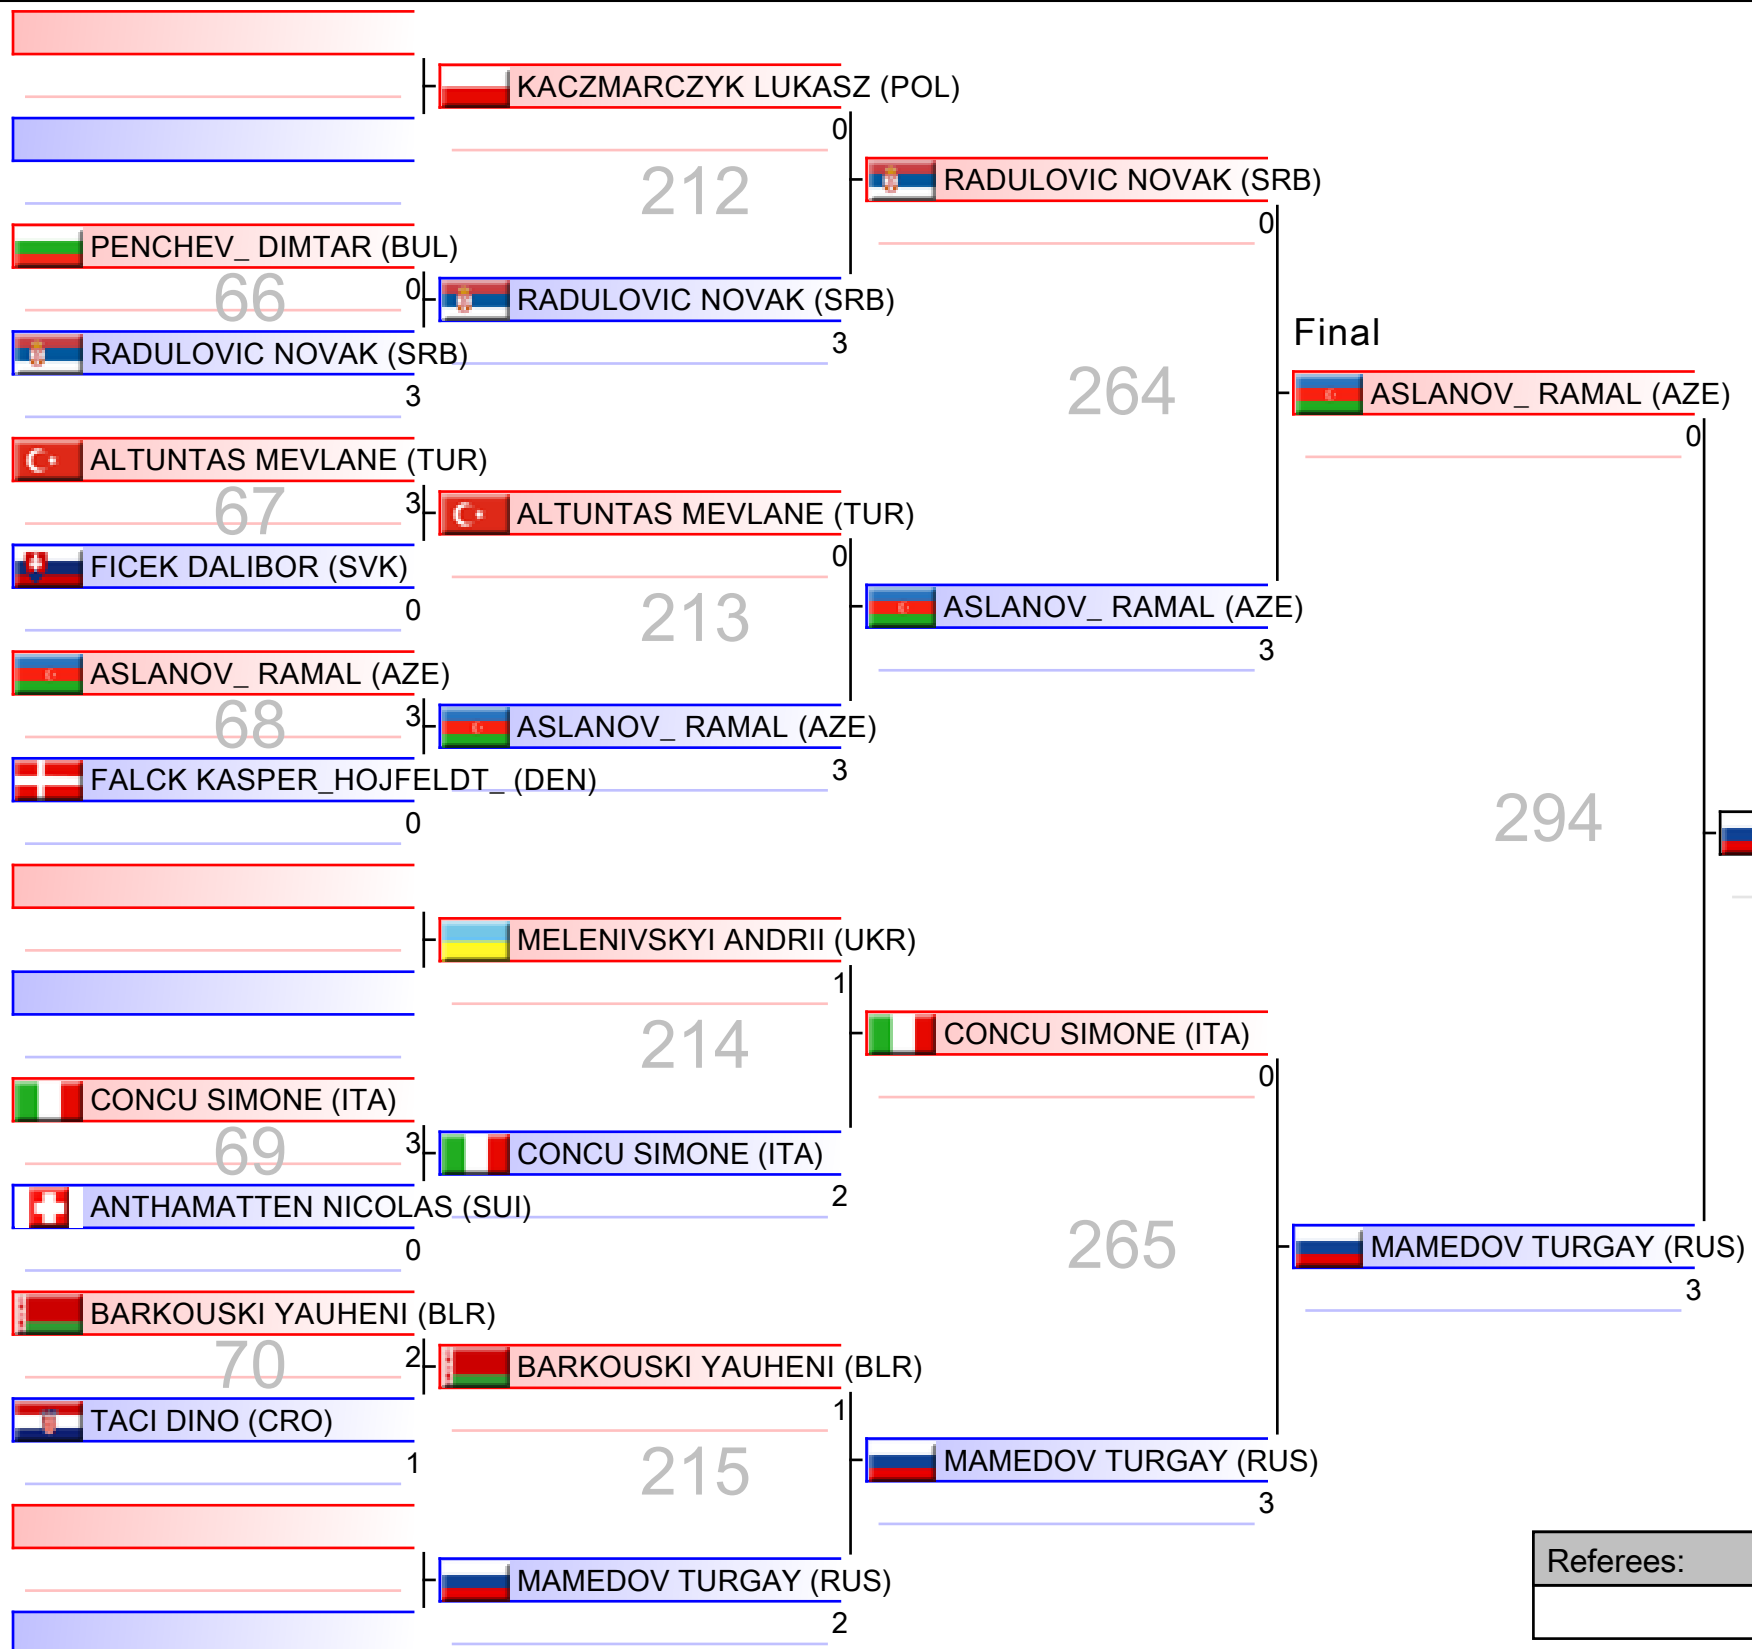 KACZMARCZYK LUKASZ (POL)
0
212
RADULOVIC NOVAK (SRB)
0
PENCHEV_ DIMTAR (BUL)
66
0
RADULOVIC NOVAK (SRB)
3
RADULOVIC NOVAK (SRB)
3
Final
264
ASLANOV_ RAMAL (AZE)
0
ALTUNTAS MEVLANE (TUR)
67
3
ALTUNTAS MEVLANE (TUR)
0
FICEK DALIBOR (SVK)
0
213
ASLANOV_ RAMAL (AZE)
3
ASLANOV_ RAMAL (AZE)
68
3
ASLANOV_ RAMAL (AZE)
3
FALCK KASPER_HOJFELDT_ (DEN)
0
294
MELENIVSKYI ANDRII (UKR)
1
214
CONCU SIMONE (ITA)
0
CONCU SIMONE (ITA)
69
3
CONCU SIMONE (ITA)
2
ANTHAMATTEN NICOLAS (SUI)
0
265
MAMEDOV TURGAY (RUS)
3
BARKOUSKI YAUHENI (BLR)
70
2
BARKOUSKI YAUHENI (BLR)
1
TACI DINO (CRO)
1
215
MAMEDOV TURGAY (RUS)
3
MAMEDOV TURGAY (RUS)
2
Referees: